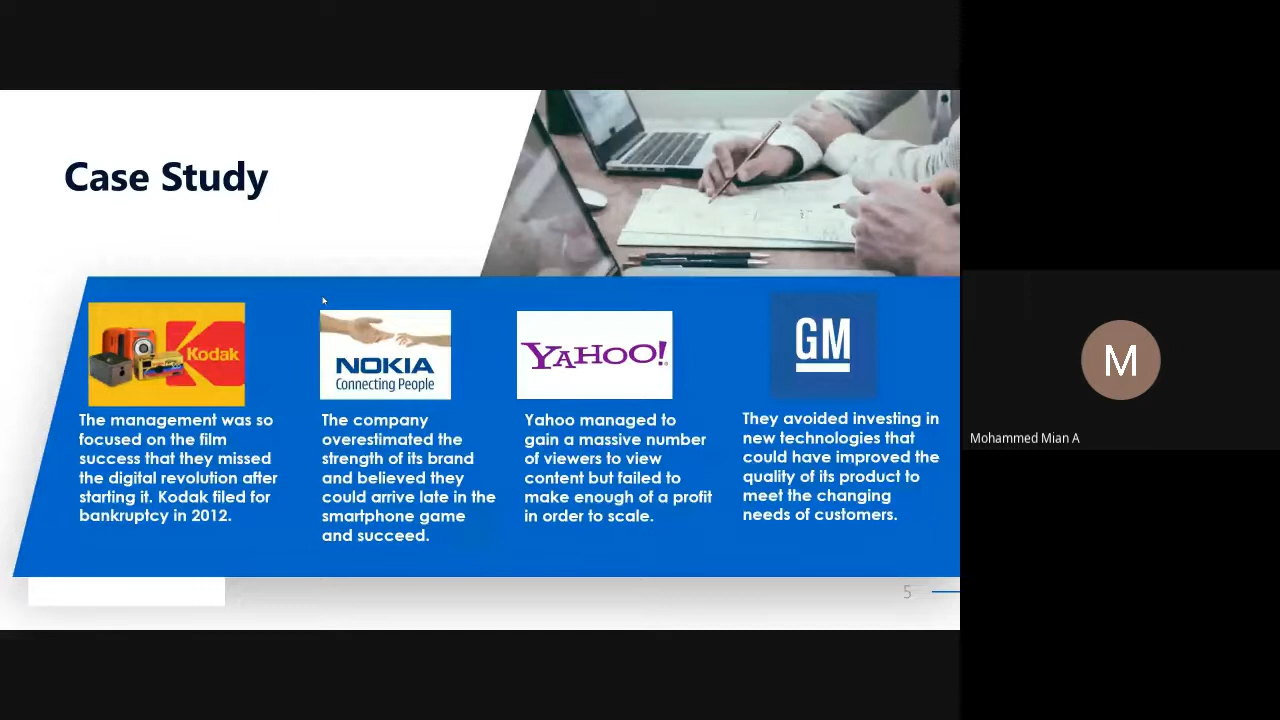 Case Study
Kodak
The management was so
focused on the film
success that they missed
the digital revolution after
starting it. Kodak filed for
bankruptcy in 2012.
NOKIA
Connecting People
The company
overestimated the
strength of its brand
and believed they
could arrive late in the
smartphone game
and succeed.
YAHOO!
Yahoo managed to
gain a massive number
of viewers to view
content but failed to
make enough of a profit
in order to scale.
GM
They avoided investing in
new technologies that
could have improved the
quality of its product to
meet the changing
needs of customers.
5
M
Mohammed Mian A